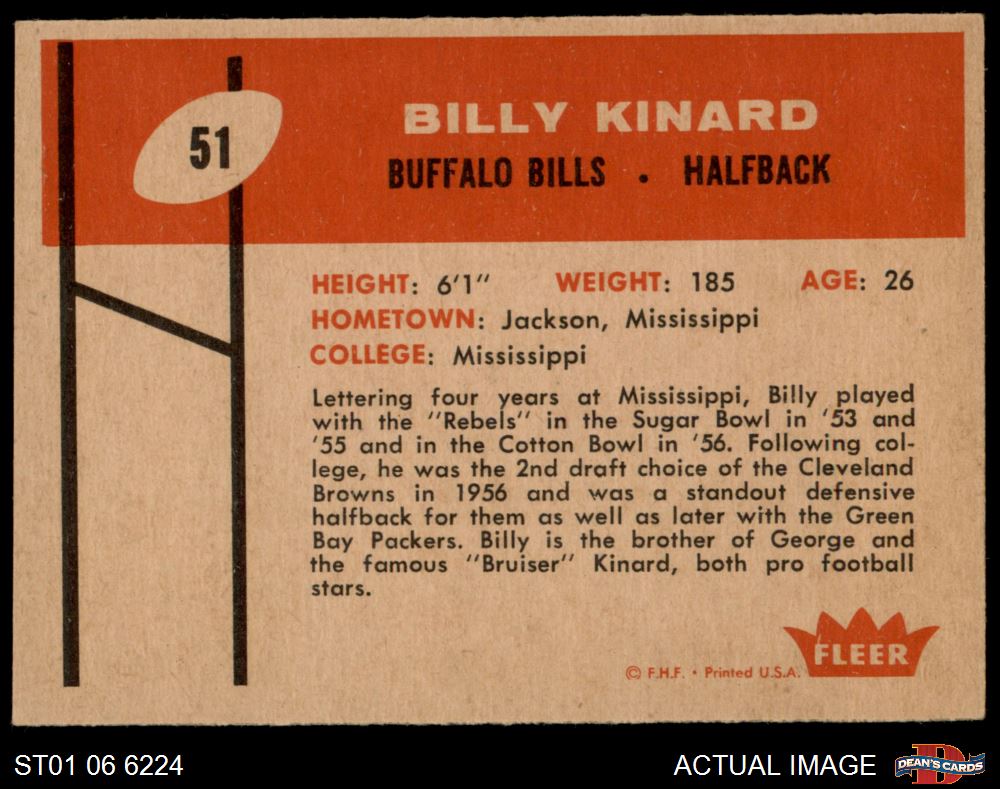 51
BILLY KINARD
BUFFALO BILLS • HALFBACK
HEIGHT: 6'1" WEIGHT: 185 AGE: 26
HOMETOWN: Jackson, Mississippi
COLLEGE: Mississippi
Lettering four years at Mississippi, Billy played
with the "Rebels" in the Sugar Bowl in '53 and
'55 and in the Cotton Bowl in '56. Following col-
lege, he was the 2nd draft choice of the Cleveland
Browns in 1956 and was a standout defensive
halfback for them as well as later with the Green
Bay Packers. Billy is the brother of George and
the famous "Bruiser" Kinard, both pro football
stars.
FLEER
© F.H.F. • Printed U.S.A.
ST01 06 6224
ACTUAL IMAGE
D
DEAN'S CARDS